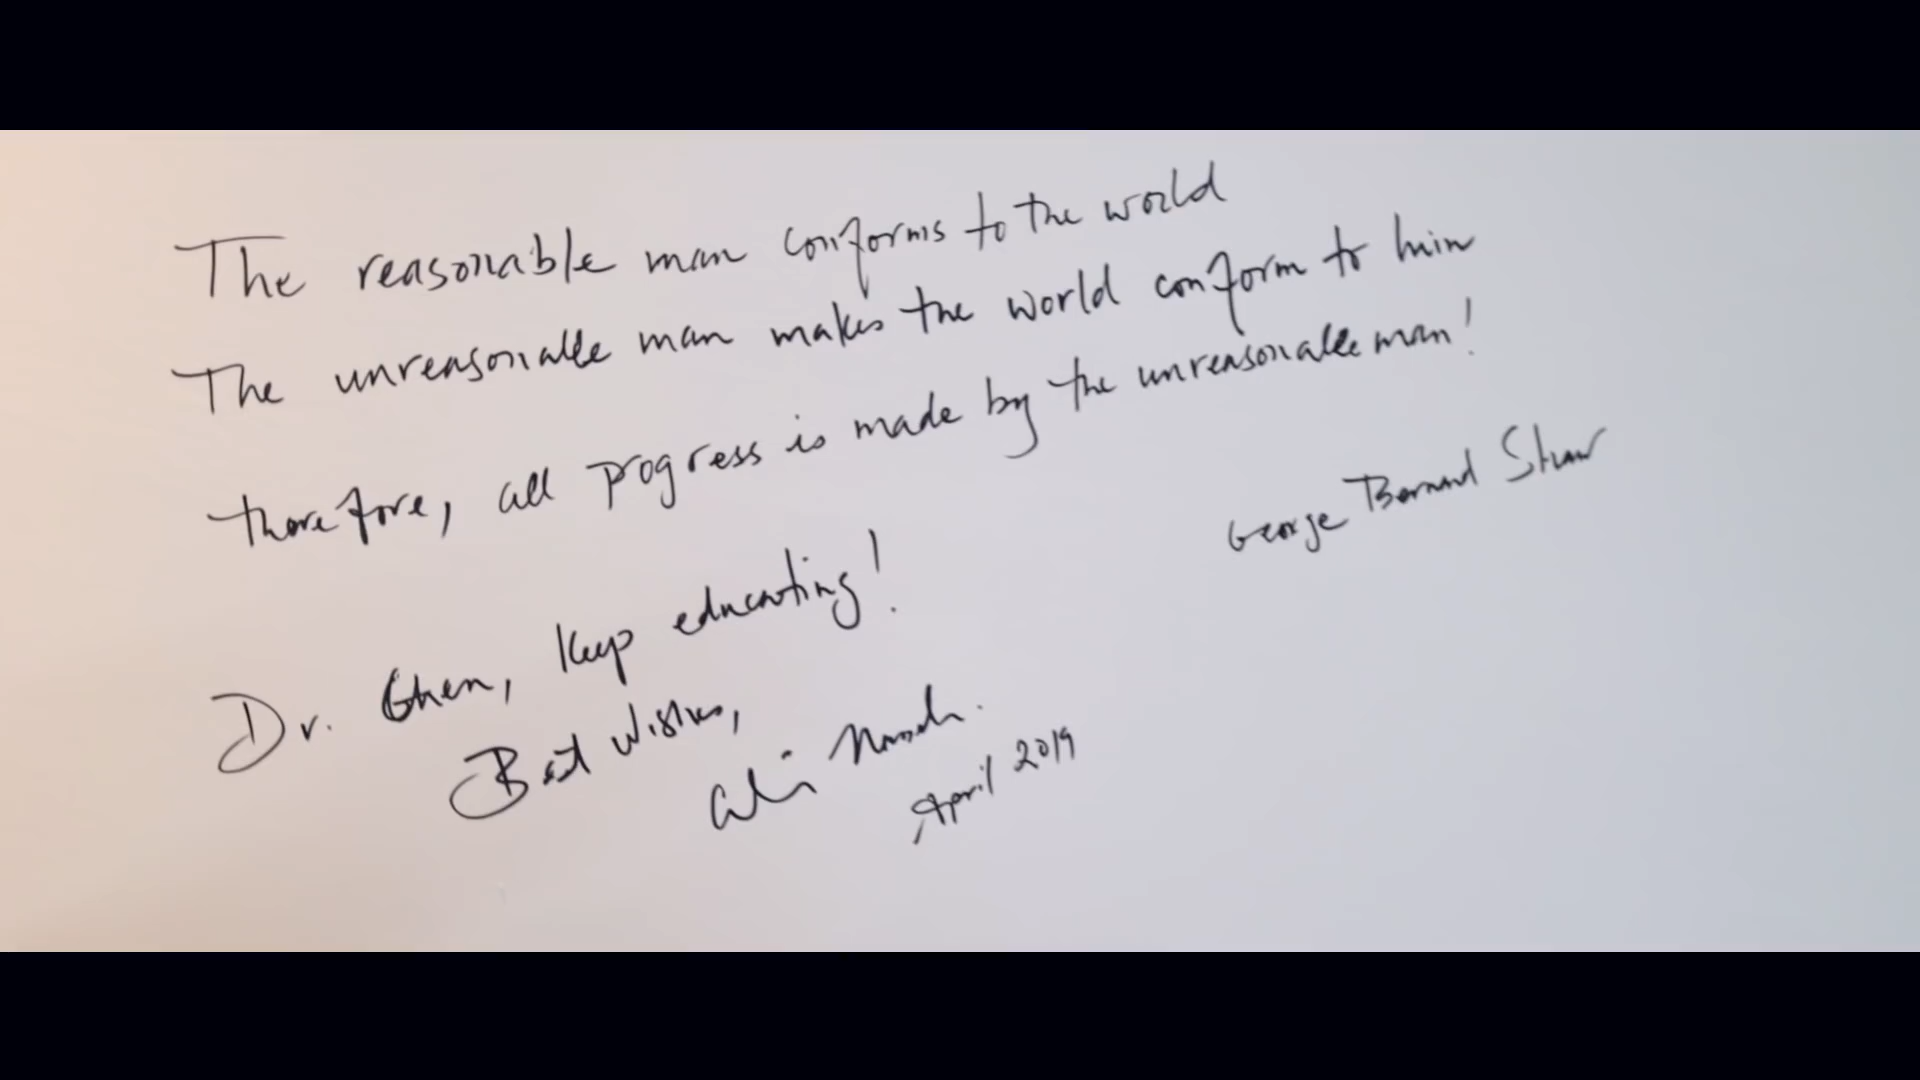 The reasonable man conforms to the world
The unreasonable man makes the world conform to him
therefore, all progress is made by the unreasonable man!
George Bernard Shaw
Dr. Chen, Keep educating!
Best Wishes,
Ali
April 2019